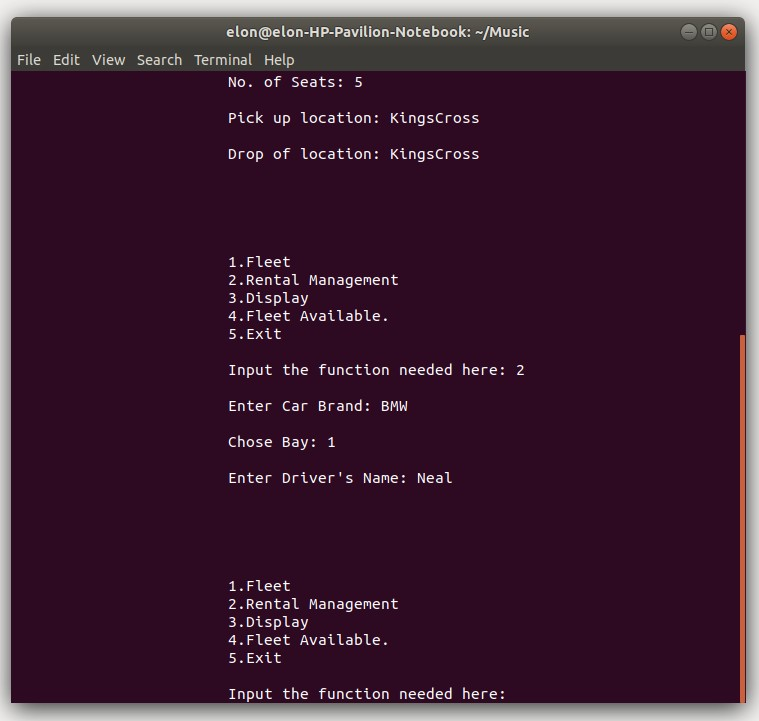 elon@elon-HP-Pavilion-Notebook: ~/Music
File Edit View Search Terminal Help
No. of Seats: 5
Pick up location: KingsCross
Drop of location: KingsCross
1.Fleet
2.Rental Management
3.Display
4.Fleet Available.
5.Exit
Input the function needed here: 2
Enter Car Brand: BMW
Chose Bay: 1
Enter Driver's Name: Neal
1.Fleet
2.Rental Management
3.Display
4.Fleet Available.
5.Exit
Input the function needed here: